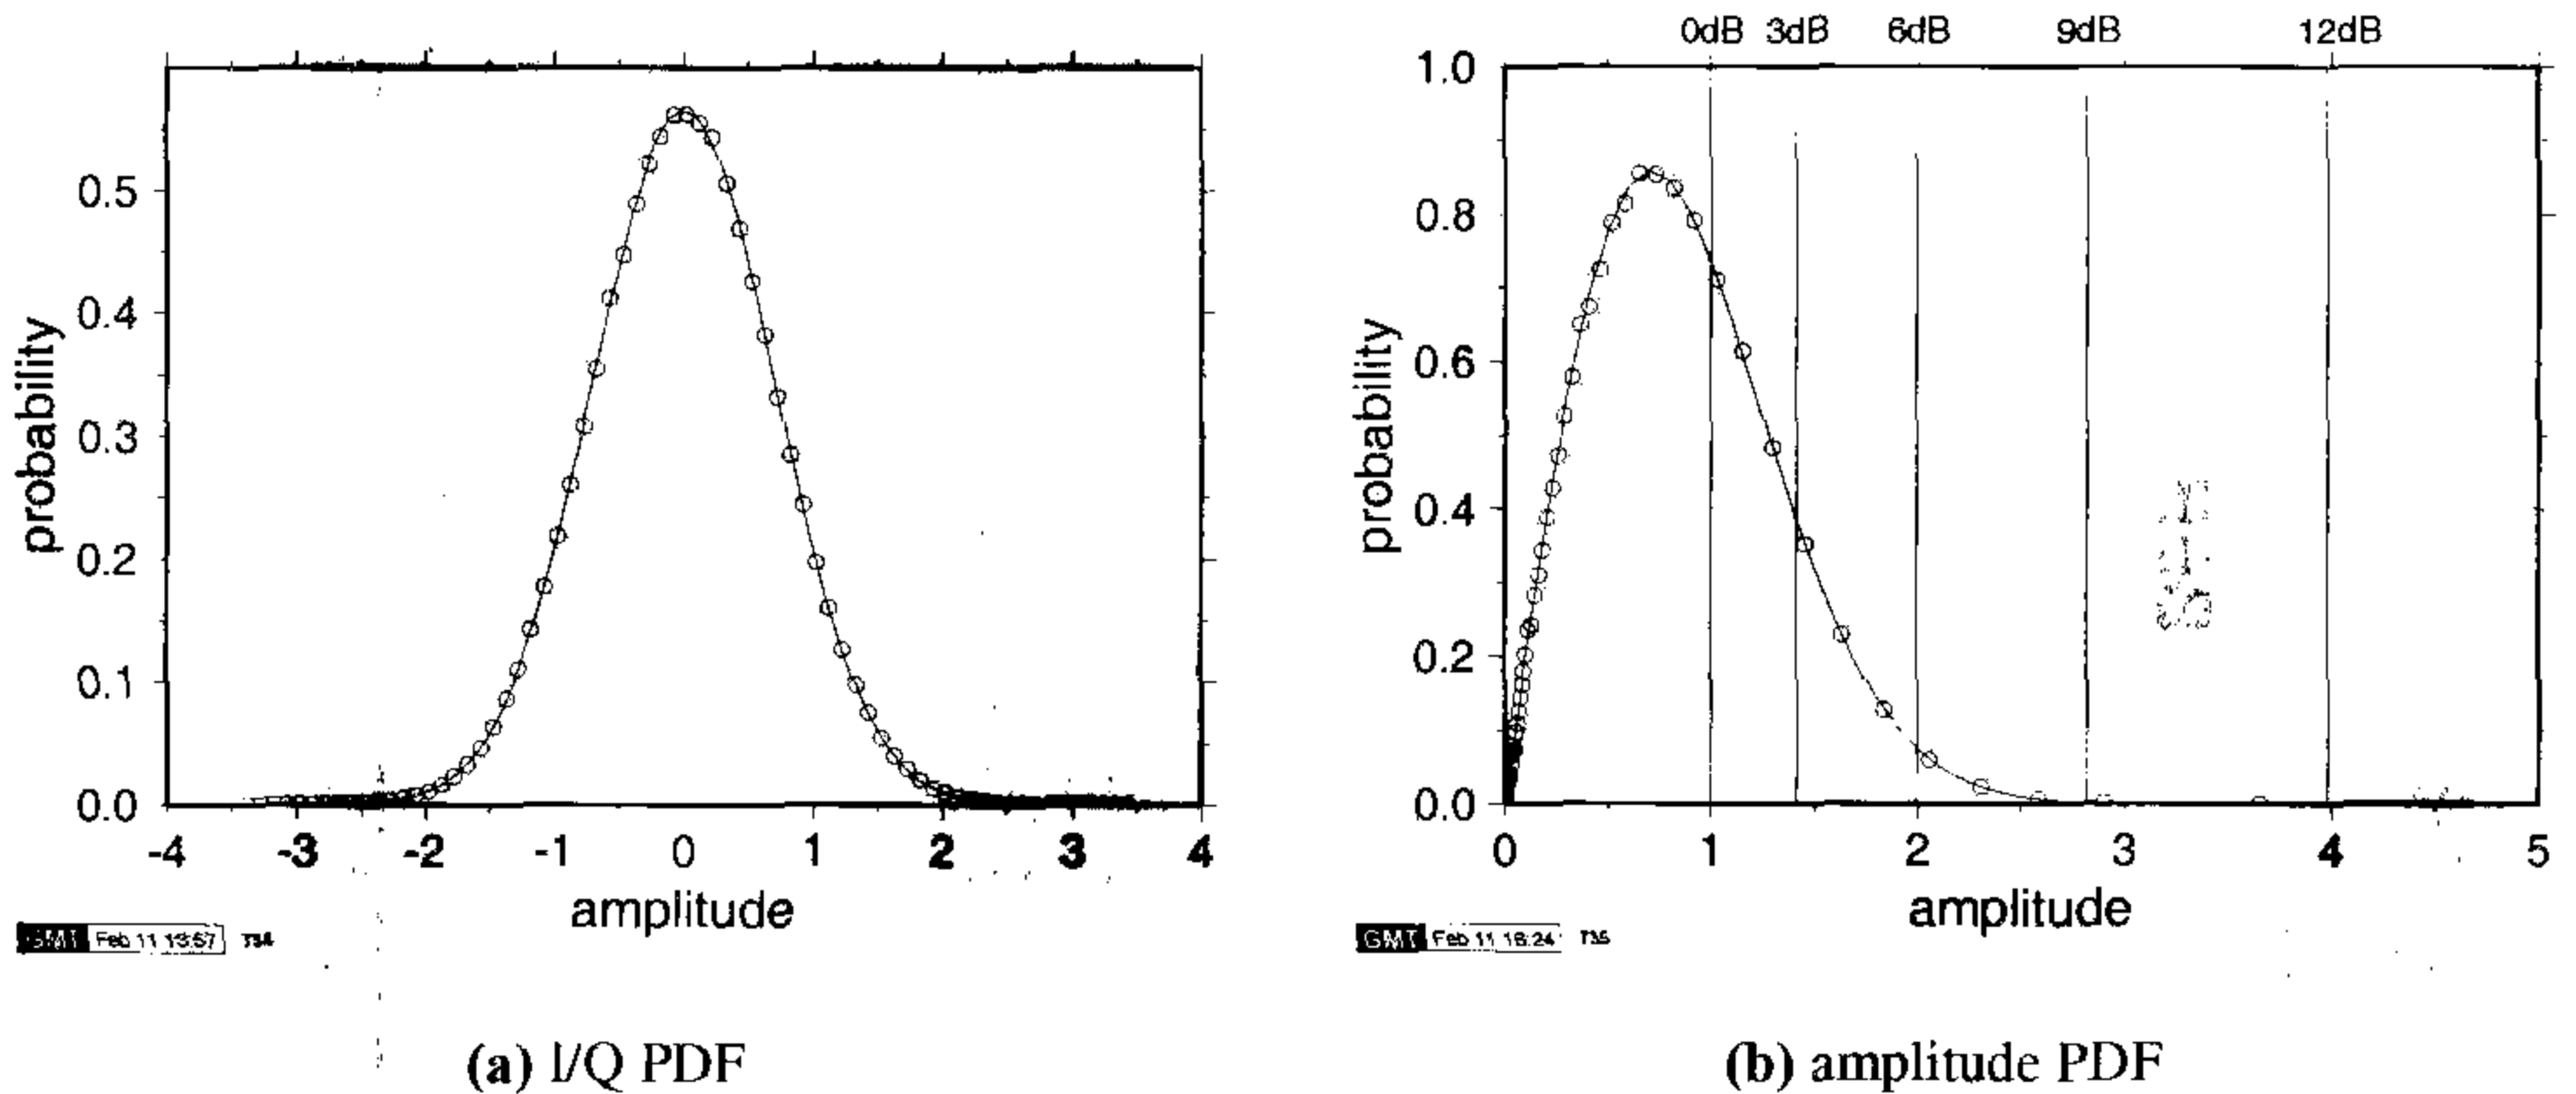 0.5
0.4
0.3
0.2
0.1
0.0
probability
-4 -3 -2 -1 0 1 2 3 4
amplitude
GMT Feb 11 13:57
(a) I/Q PDF
0dB 3dB 6dB 9dB 12dB
1.0
0.8
0.6
0.4
0.2
0.0
probability
0 1 2 3 4 5
amplitude
GMT Feb 11 16:24
(b) amplitude PDF